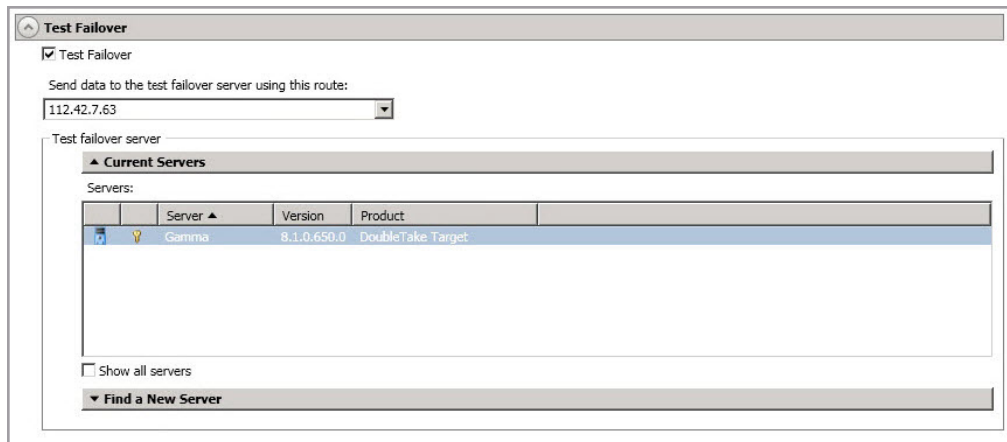 Test Failover
Test Failover
Send data to the test failover server using this route:
112.42.7.63
Test failover server
Current Servers
Servers:
Server Version Product
Gamma 8.1.0.650.0 DoubleTake Target
Show all servers
Find a New Server